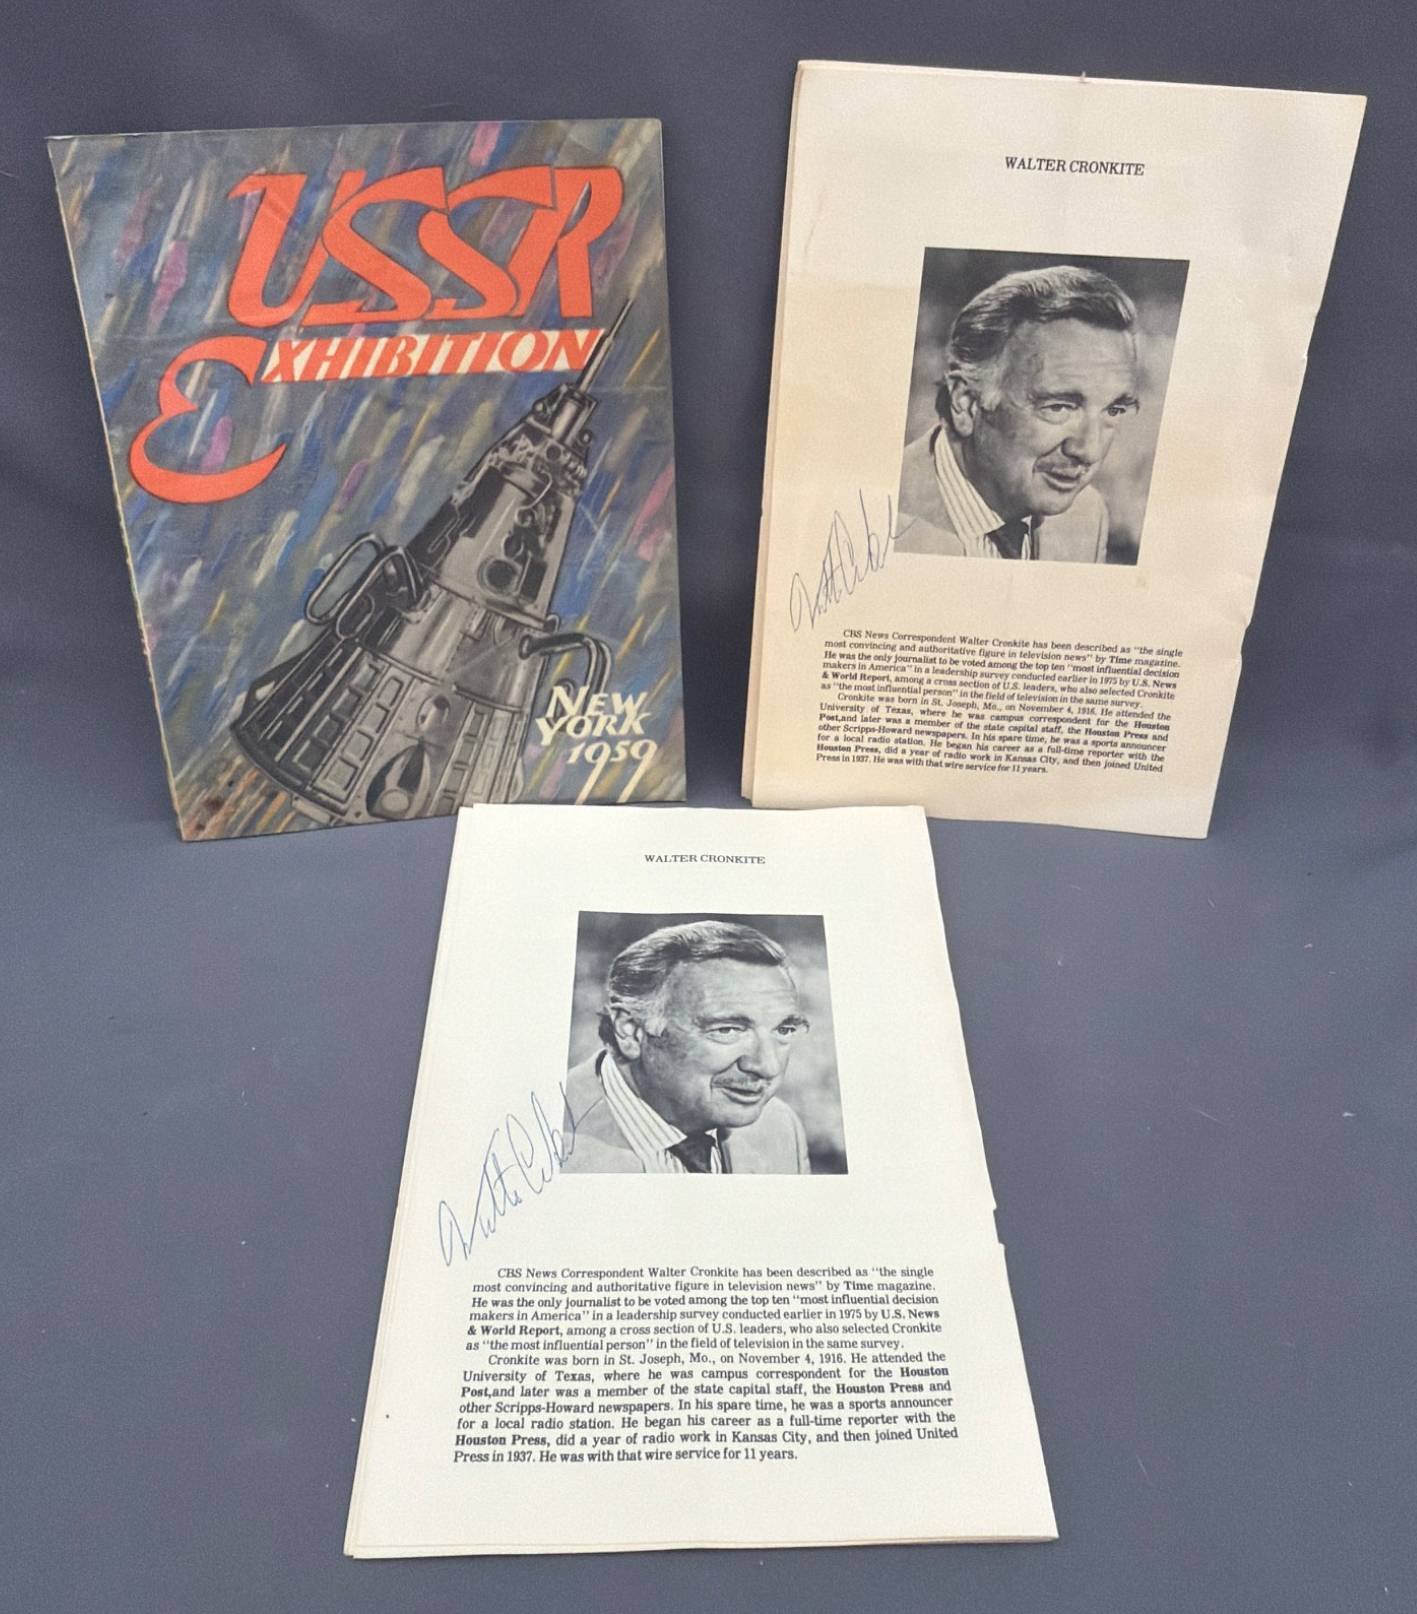 USSR
EXHIBITION
NEW
YORK
1959
WALTER CRONKITE
CBS News Correspondent Walter Cronkite has been described as "the single
most convincing and authoritative figure in television news" by Time magazine.
He was the only journalist to be voted among the top ten "most influential decision
makers in America" in a leadership survey conducted earlier in 1975 by U.S. News
& World Report, among a cross section of U.S. leaders, who also selected Cronkite
as "the most influential person" in the field of television in the same survey.
Cronkite was born in St. Joseph, Mo., on November 4, 1916. He attended the
University of Texas, where he was campus correspondent for the Houston
Post,and later was a member of the state capital staff, the Houston Press and
other Scripps-Howard newspapers. In his spare time, he was a sports announcer
for a local radio station. He began his career as a full-time reporter with the
Houston Press, did a year of radio work in Kansas City, and then joined United
Press in 1937. He was with that wire service for 11 years.
WALTER CRONKITE
CBS News Correspondent Walter Cronkite has been described as "the single
most convincing and authoritative figure in television news" by Time magazine.
He was the only journalist to be voted among the top ten "most influential decision
makers in America" in a leadership survey conducted earlier in 1975 by U.S. News
& World Report, among a cross section of U.S. leaders, who also selected Cronkite
as "the most influential person" in the field of television in the same survey.
Cronkite was born in St. Joseph, Mo., on November 4, 1916. He attended the
University of Texas, where he was campus correspondent for the Houston
Post,and later was a member of the state capital staff, the Houston Press and
other Scripps-Howard newspapers. In his spare time, he was a sports announcer
for a local radio station. He began his career as a full-time reporter with the
Houston Press, did a year of radio work in Kansas City, and then joined United
Press in 1937. He was with that wire service for 11 years.